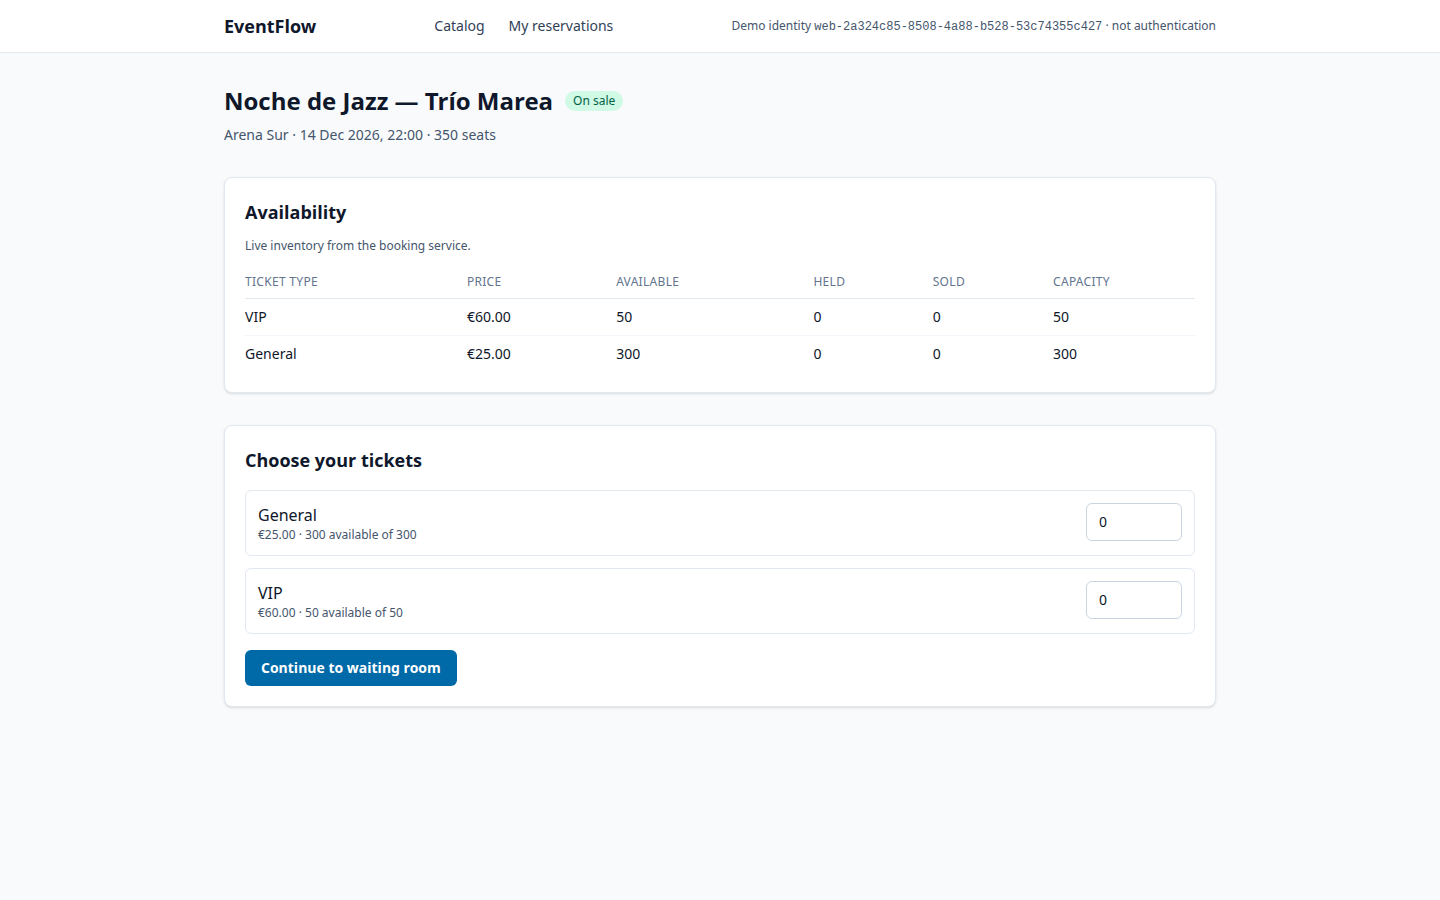 EventFlow Catalog My reservations Demo identity web-2a324c85-8508-4a88-b528-53c74355c427 · not authentication
Noche de Jazz — Trío Marea On sale
Arena Sur · 14 Dec 2026, 22:00 · 350 seats
Availability
Live inventory from the booking service.
TICKET TYPE PRICE AVAILABLE HELD SOLD CAPACITY
VIP €60.00 50 0 0 50
General €25.00 300 0 0 300
Choose your tickets
General
€25.00 · 300 available of 300
0
VIP
€60.00 · 50 available of 50
0
Continue to waiting room